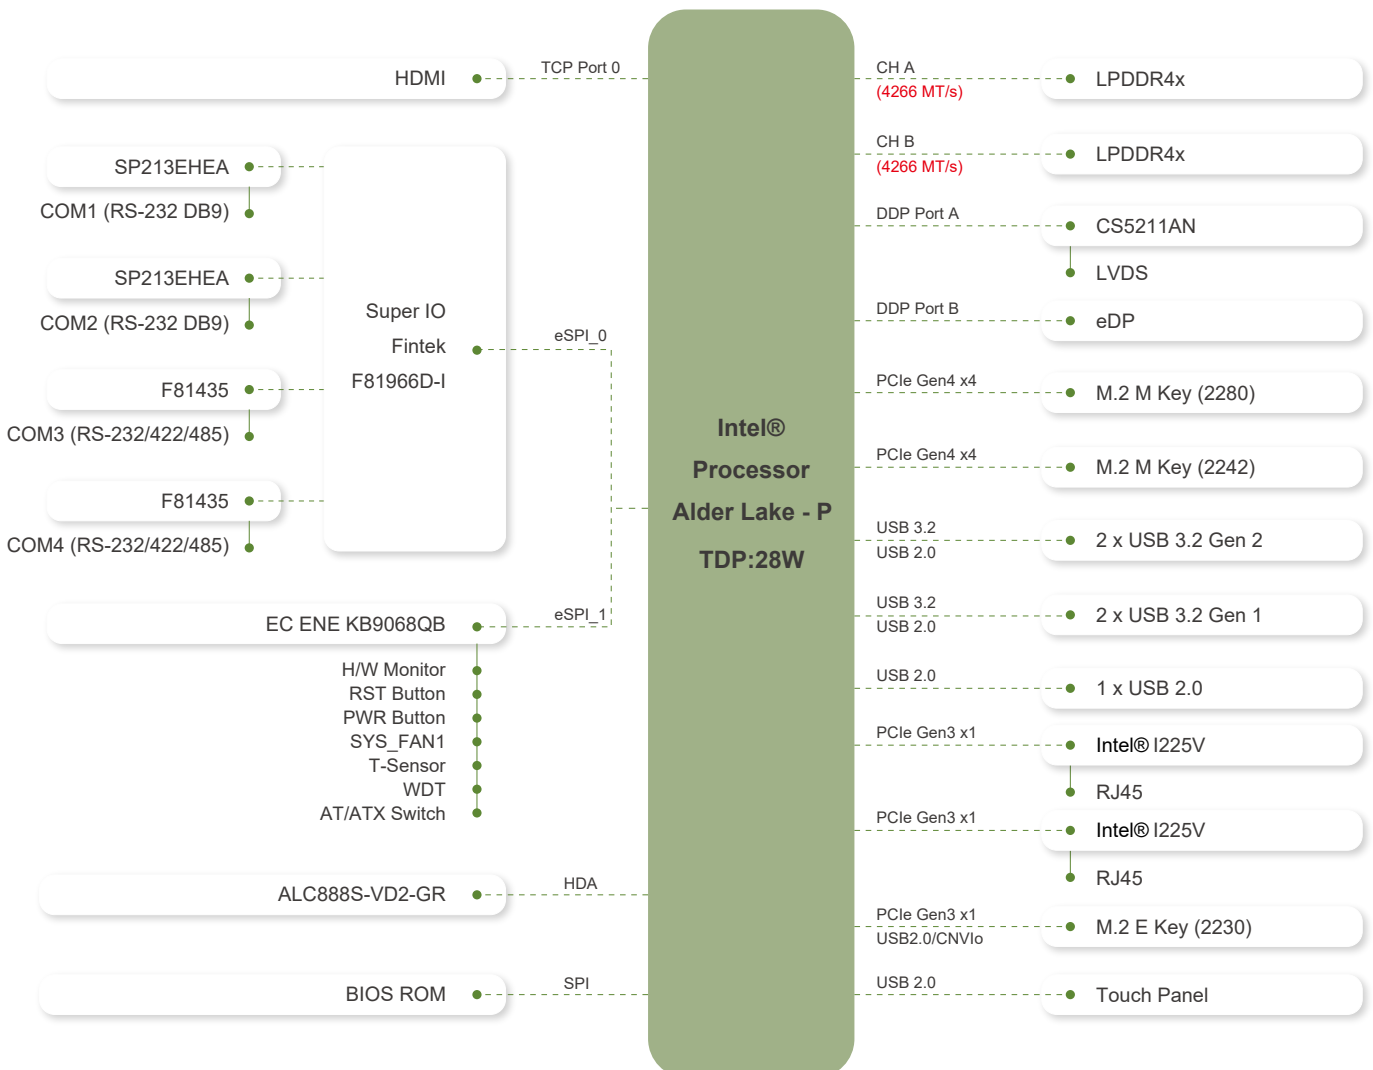 HDMI
TCP Port 0
SP213EHEA
COM1 (RS-232 DB9)
SP213EHEA
COM2 (RS-232 DB9)
F81435
COM3 (RS-232/422/485)
F81435
COM4 (RS-232/422/485)
Super IO
Fintek
F81966D-I
eSPI_0
eSPI_1
EC ENE KB9068QB
H/W Monitor
RST Button
PWR Button
SYS_FAN1
T-Sensor
WDT
AT/ATX Switch
ALC888S-VD2-GR
HDA
BIOS ROM
SPI
Intel®
Processor
Alder Lake - P
TDP:28W
CH A
(4266 MT/s)
LPDDR4x
CH B
(4266 MT/s)
LPDDR4x
DDP Port A
CS5211AN
LVDS
DDP Port B
eDP
PCIe Gen4 x4
M.2 M Key (2280)
PCIe Gen4 x4
M.2 M Key (2242)
USB 3.2
USB 2.0
2 x USB 3.2 Gen 2
USB 3.2
USB 2.0
2 x USB 3.2 Gen 1
USB 2.0
1 x USB 2.0
PCIe Gen3 x1
Intel® I225V
RJ45
PCIe Gen3 x1
Intel® I225V
RJ45
PCIe Gen3 x1
USB2.0/CNVIo
M.2 E Key (2230)
USB 2.0
Touch Panel